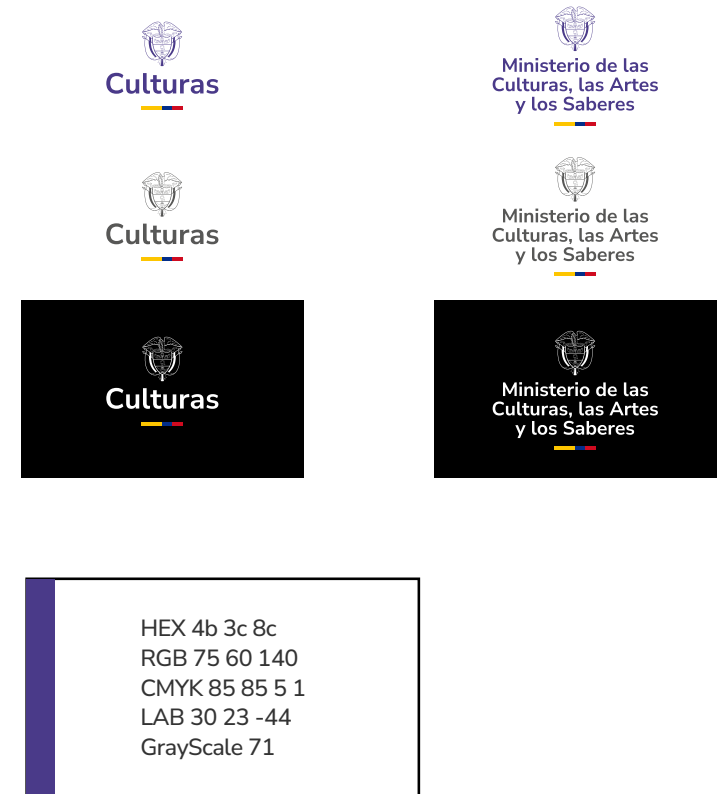 Culturas
Ministerio de las
Culturas, las Artes
y los Saberes
Culturas
Ministerio de las
Culturas, las Artes
y los Saberes
Culturas
Ministerio de las
Culturas, las Artes
y los Saberes
HEX 4b 3c 8c
RGB 75 60 140
CMYK 85 85 5 1
LAB 30 23 -44
GrayScale 71